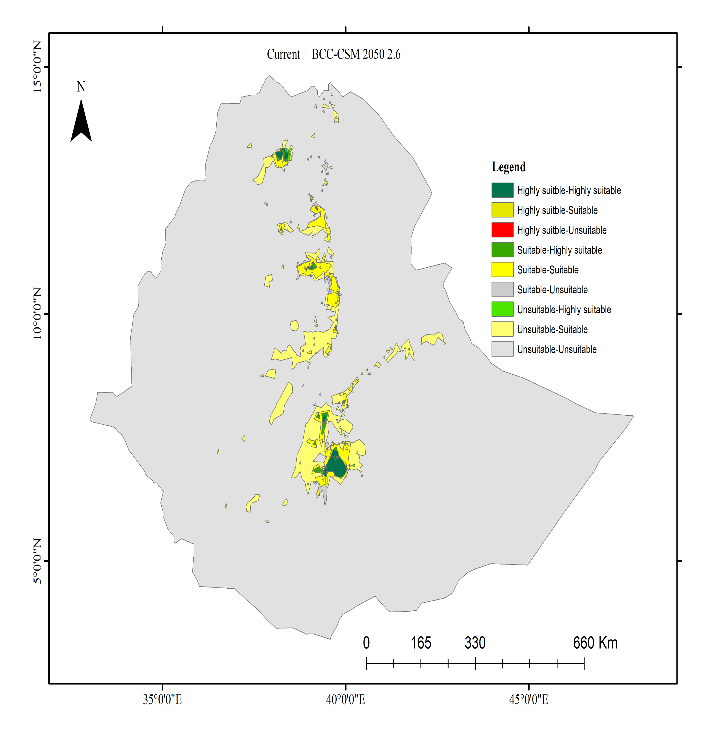 Current BCC-CSM 2050 2.6
15°0'0"N
N
Legend
Highly suitble-Highly suitable
Highly suitble-Suitable
Highly suitble-Unsuitable
Suitable-Highly suitable
Suitable-Suitable
Suitable-Unsuitable
Unsuitable-Highly suitable
Unsuitable-Suitable
Unsuitable-Unsuitable
10°0'0"N
5°0'0"N
0 165 330 660 Km
35°0'0"E 40°0'0"E 45°0'0"E